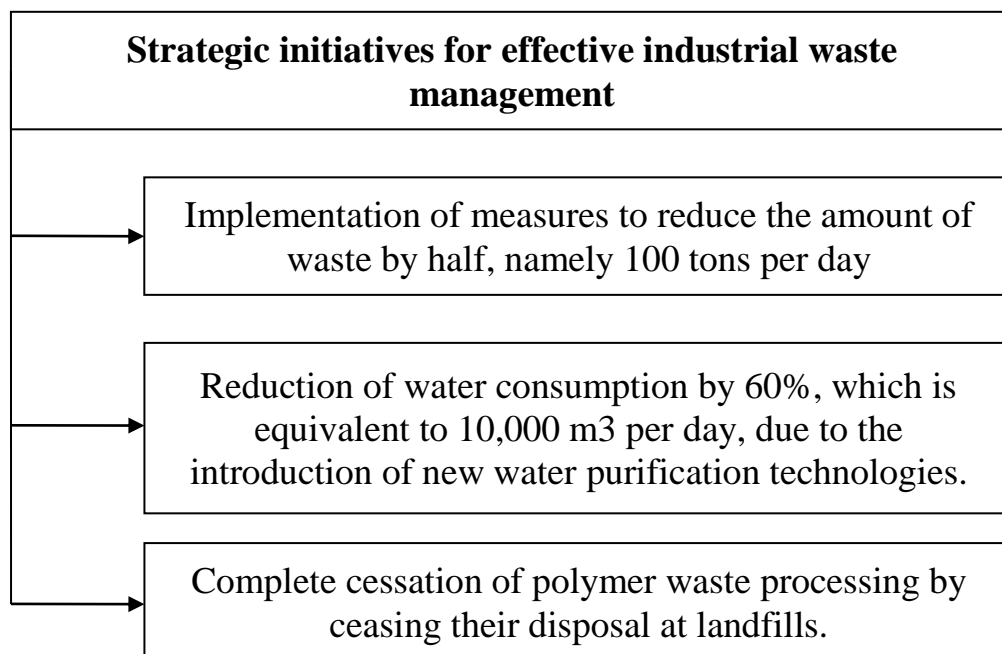 Strategic initiatives for effective industrial waste
management
Implementation of measures to reduce the amount of
waste by half, namely 100 tons per day
Reduction of water consumption by 60%, which is
equivalent to 10,000 m3 per day, due to the
introduction of new water purification technologies.
Complete cessation of polymer waste processing by
ceasing their disposal at landfills.